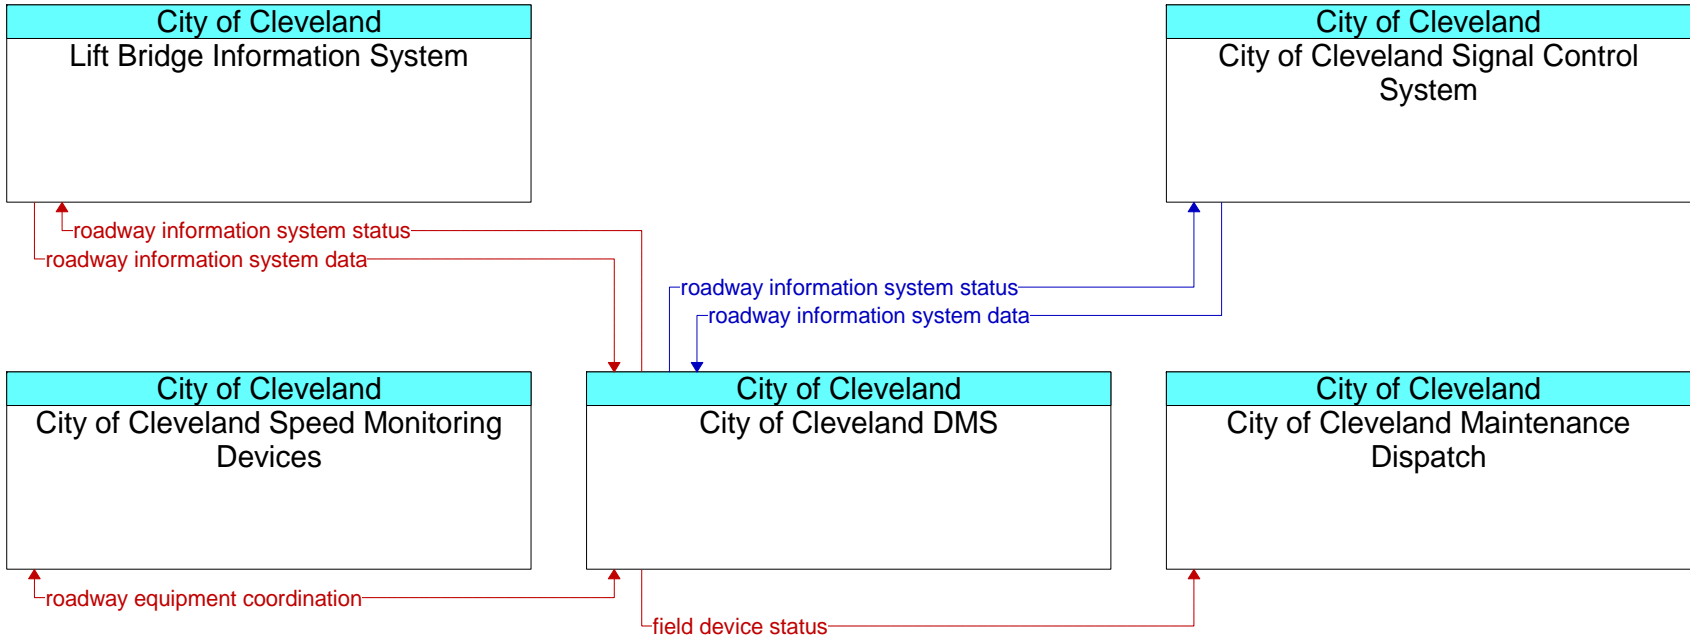 City of Cleveland
Lift Bridge Information System
City of Cleveland
City of Cleveland Signal Control
System
roadway information system status
roadway information system data
roadway information system status
roadway information system data
City of Cleveland
City of Cleveland Speed Monitoring
Devices
City of Cleveland
City of Cleveland DMS
City of Cleveland
City of Cleveland Maintenance
Dispatch
roadway equipment coordination
field device status